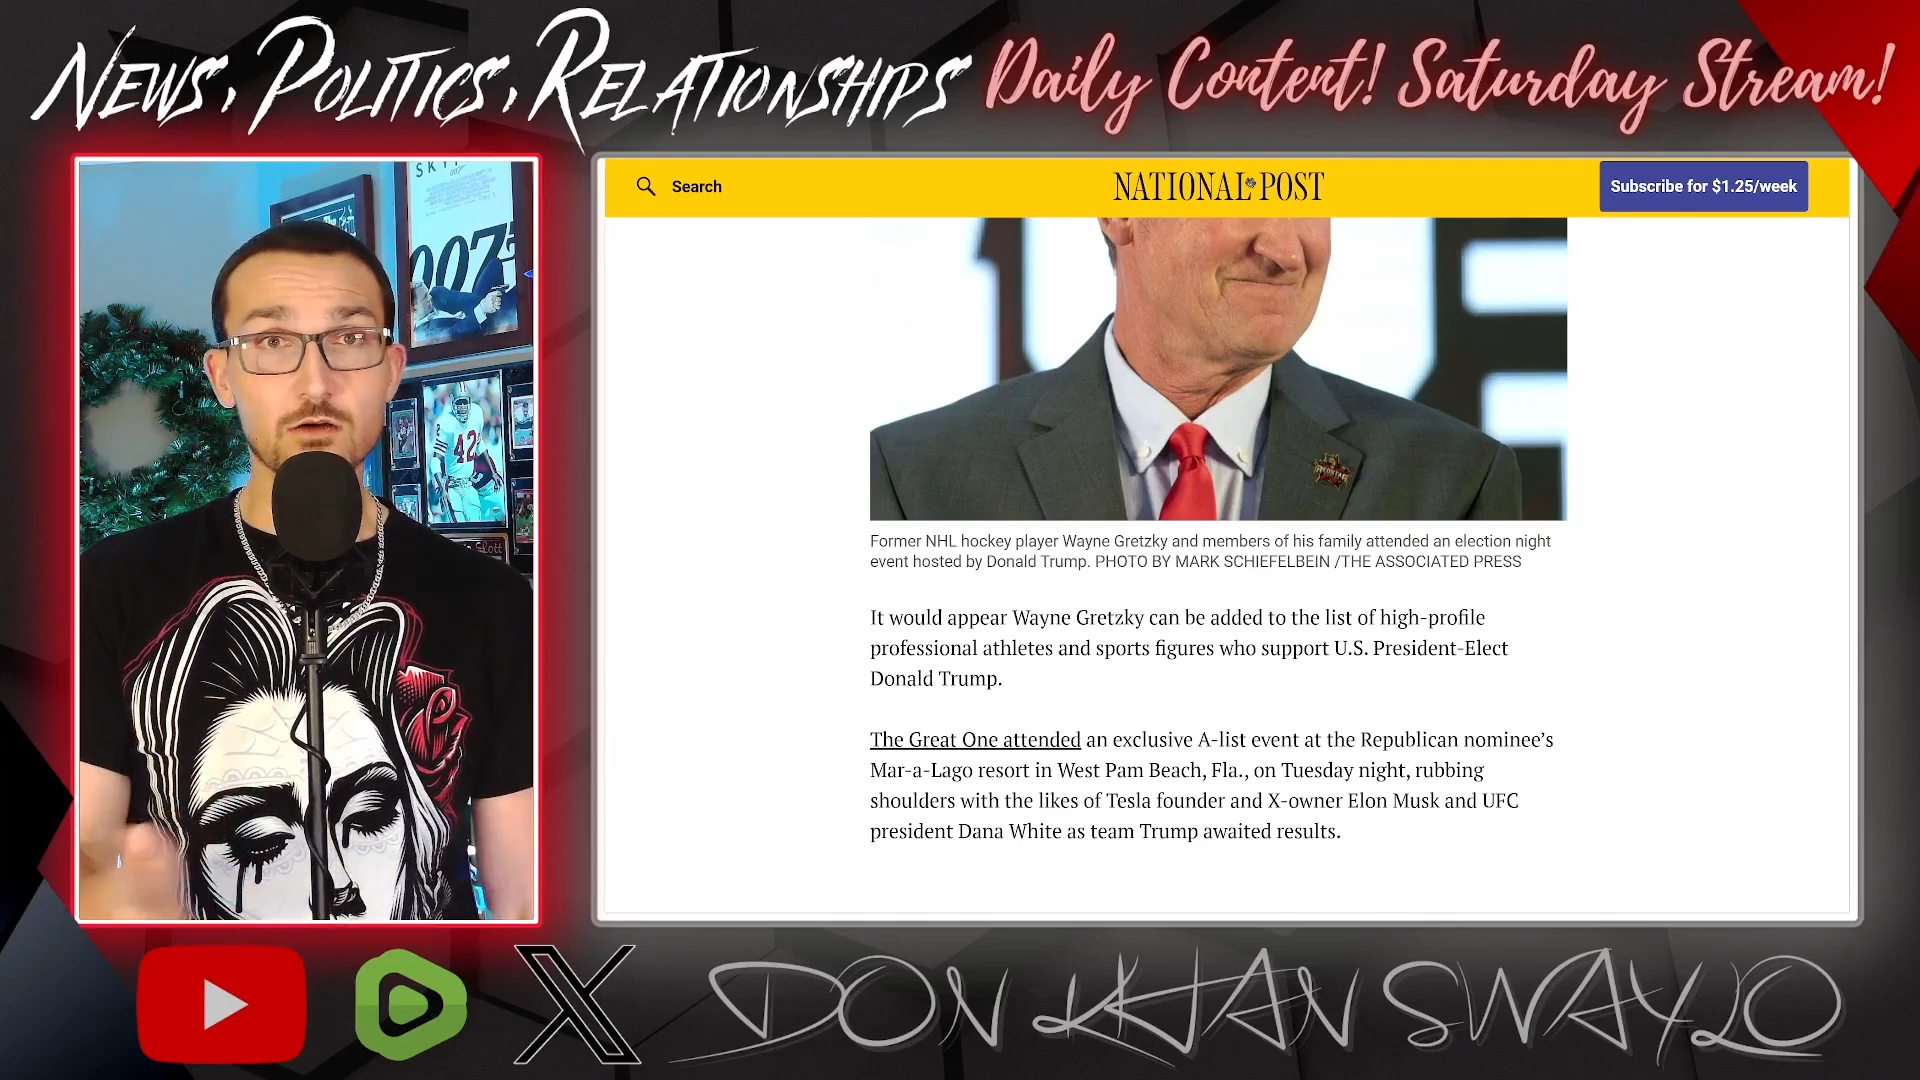 News, Politics, Relationships
Daily Content! Saturday Stream!
SKYF
007
007
42
Search
NATIONAL POST
Subscribe for $1.25/week
REDSTAR
Former NHL hockey player Wayne Gretzky and members of his family attended an election night
event hosted by Donald Trump. PHOTO BY MARK SCHIEFELBEIN /THE ASSOCIATED PRESS
It would appear Wayne Gretzky can be added to the list of high-profile
professional athletes and sports figures who support U.S. President-Elect
Donald Trump.
The Great One attended an exclusive A-list event at the Republican nominee’s
Mar-a-Lago resort in West Pam Beach, Fla., on Tuesday night, rubbing
shoulders with the likes of Tesla founder and X-owner Elon Musk and UFC
president Dana White as team Trump awaited results.
X
DON KHAN SWAYLO